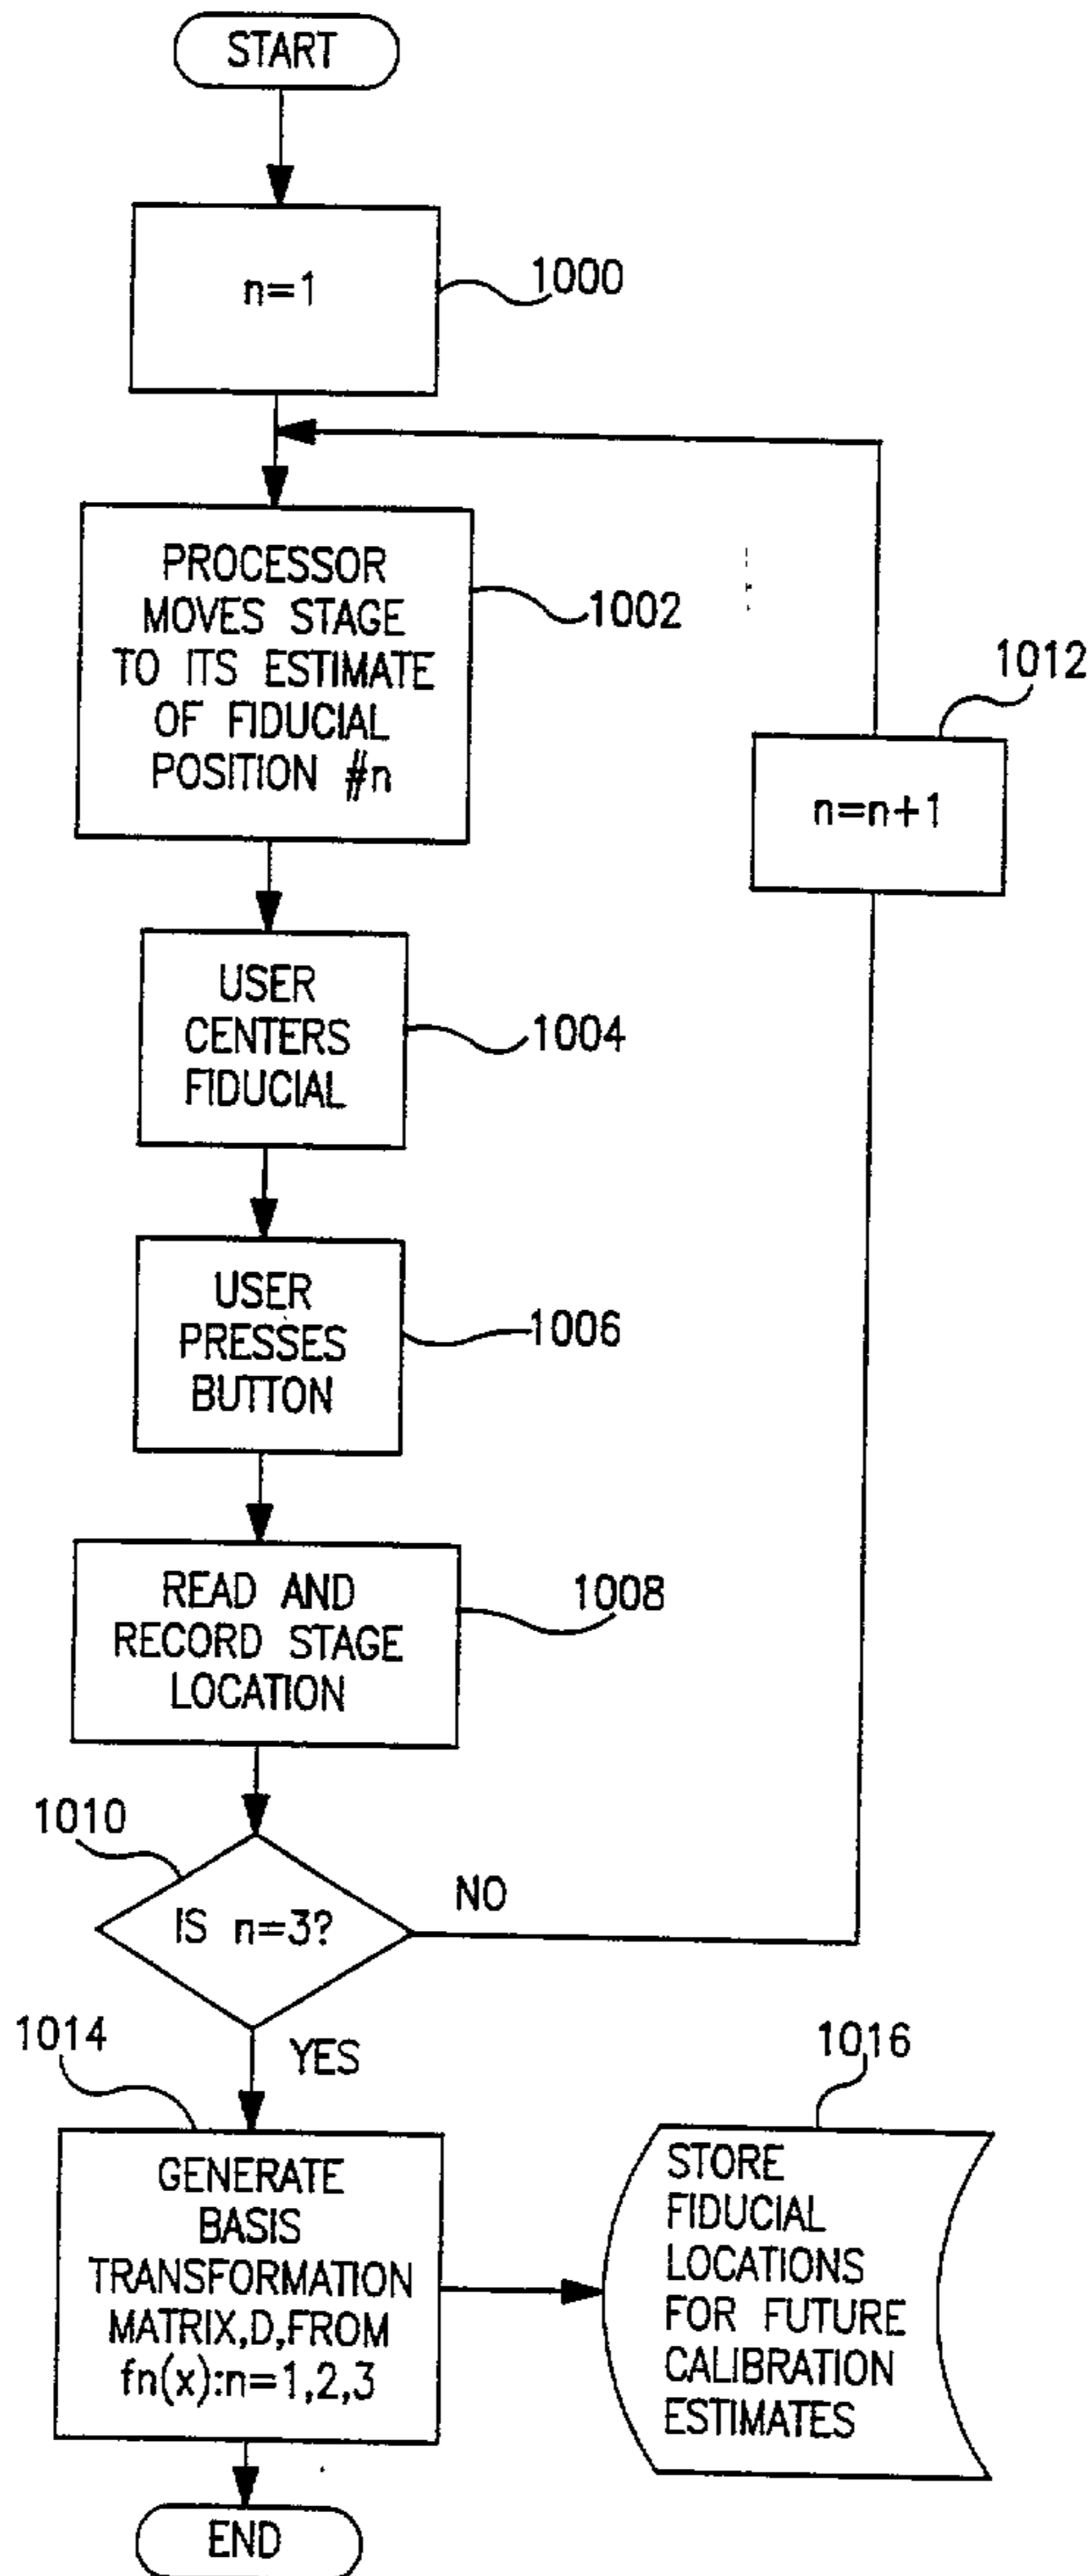 START
n=1
1000
PROCESSOR
MOVES STAGE
TO ITS ESTIMATE
OF FIDUCIAL
POSITION #n
1002
1012
n=n+1
USER
CENTERS
FIDUCIAL
1004
USER
PRESSES
BUTTON
1006
READ AND
RECORD STAGE
LOCATION
1008
1010
IS n=3?
NO
YES
1014
GENERATE
BASIS
TRANSFORMATION
MATRIX,D,FROM
fn(x):n=1,2,3
1016
STORE
FIDUCIAL
LOCATIONS
FOR FUTURE
CALIBRATION
ESTIMATES
END